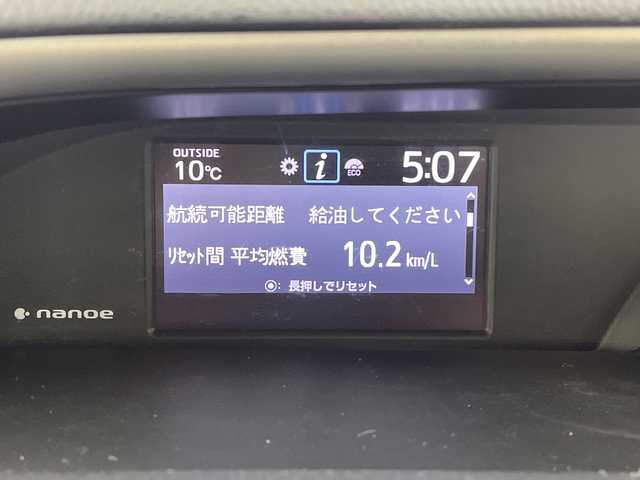 OUTSIDE
10℃
i
ECO
5:07
航続可能距離 給油してください
ﾘｾｯﾄ間 平均燃費 10.2 km/L
◉: 長押しでリセット
nanoe